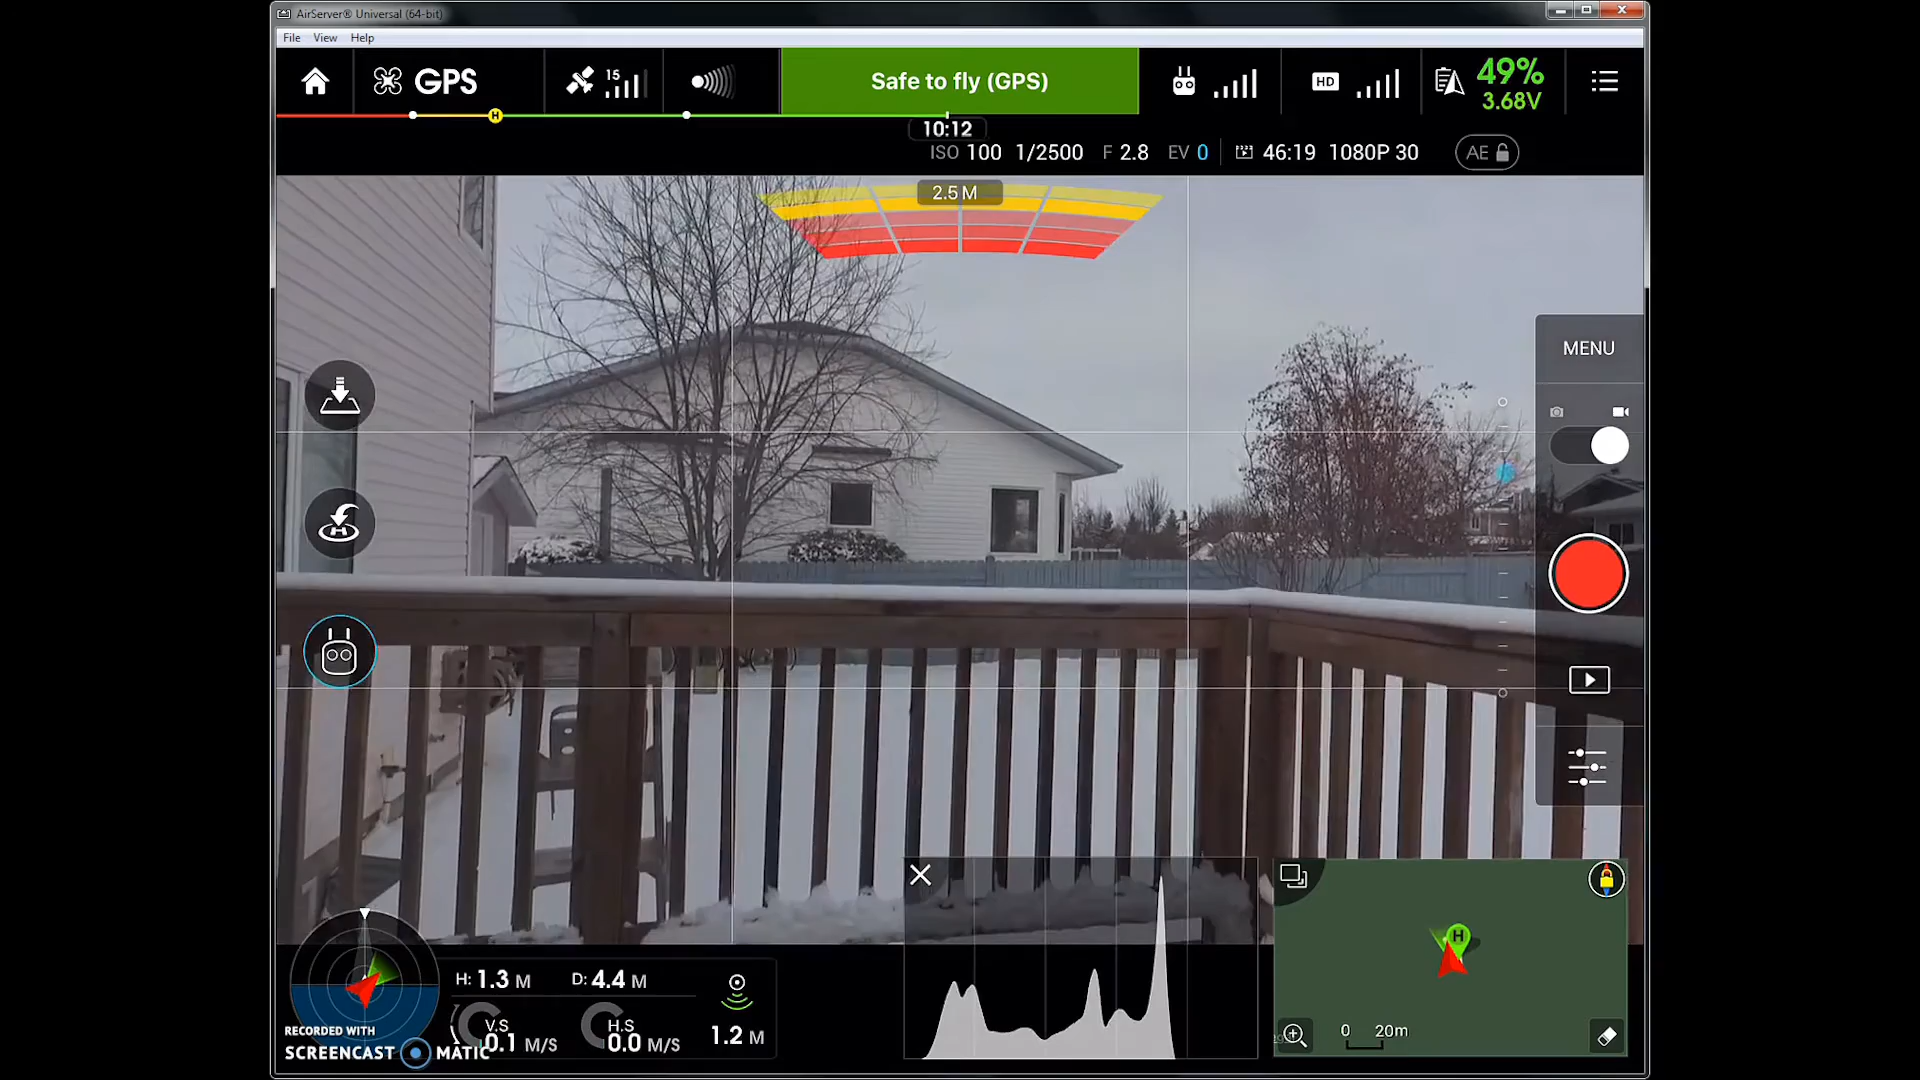 AirServer® Universal (64-bit)
File View Help
GPS 15 Safe to fly (GPS) HD 49%
3.68V
H
10:12
ISO 100 1/2500 F 2.8 EV 0 46:19 1080P 30 AE
2.5 M
MENU
H
H: 1.3 M D: 4.4 M
V.S 0.1 M/S H.S 0.0 M/S 1.2 M
0 20m
RECORDED WITH
SCREENCAST MATIC